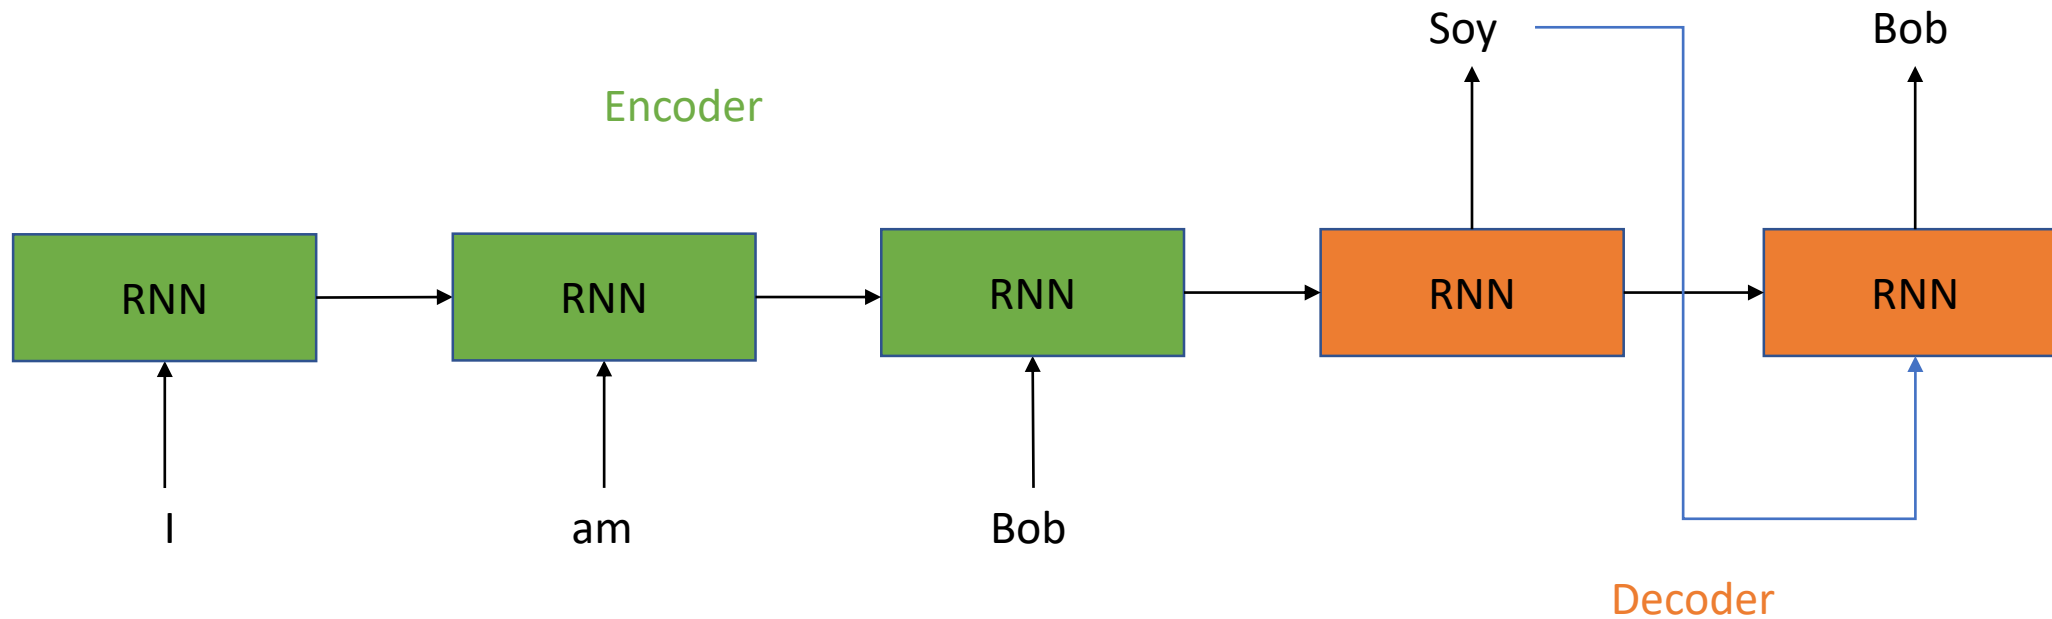 Soy
Bob
Encoder
RNN
RNN
RNN
RNN
RNN
I
am
Bob
Decoder